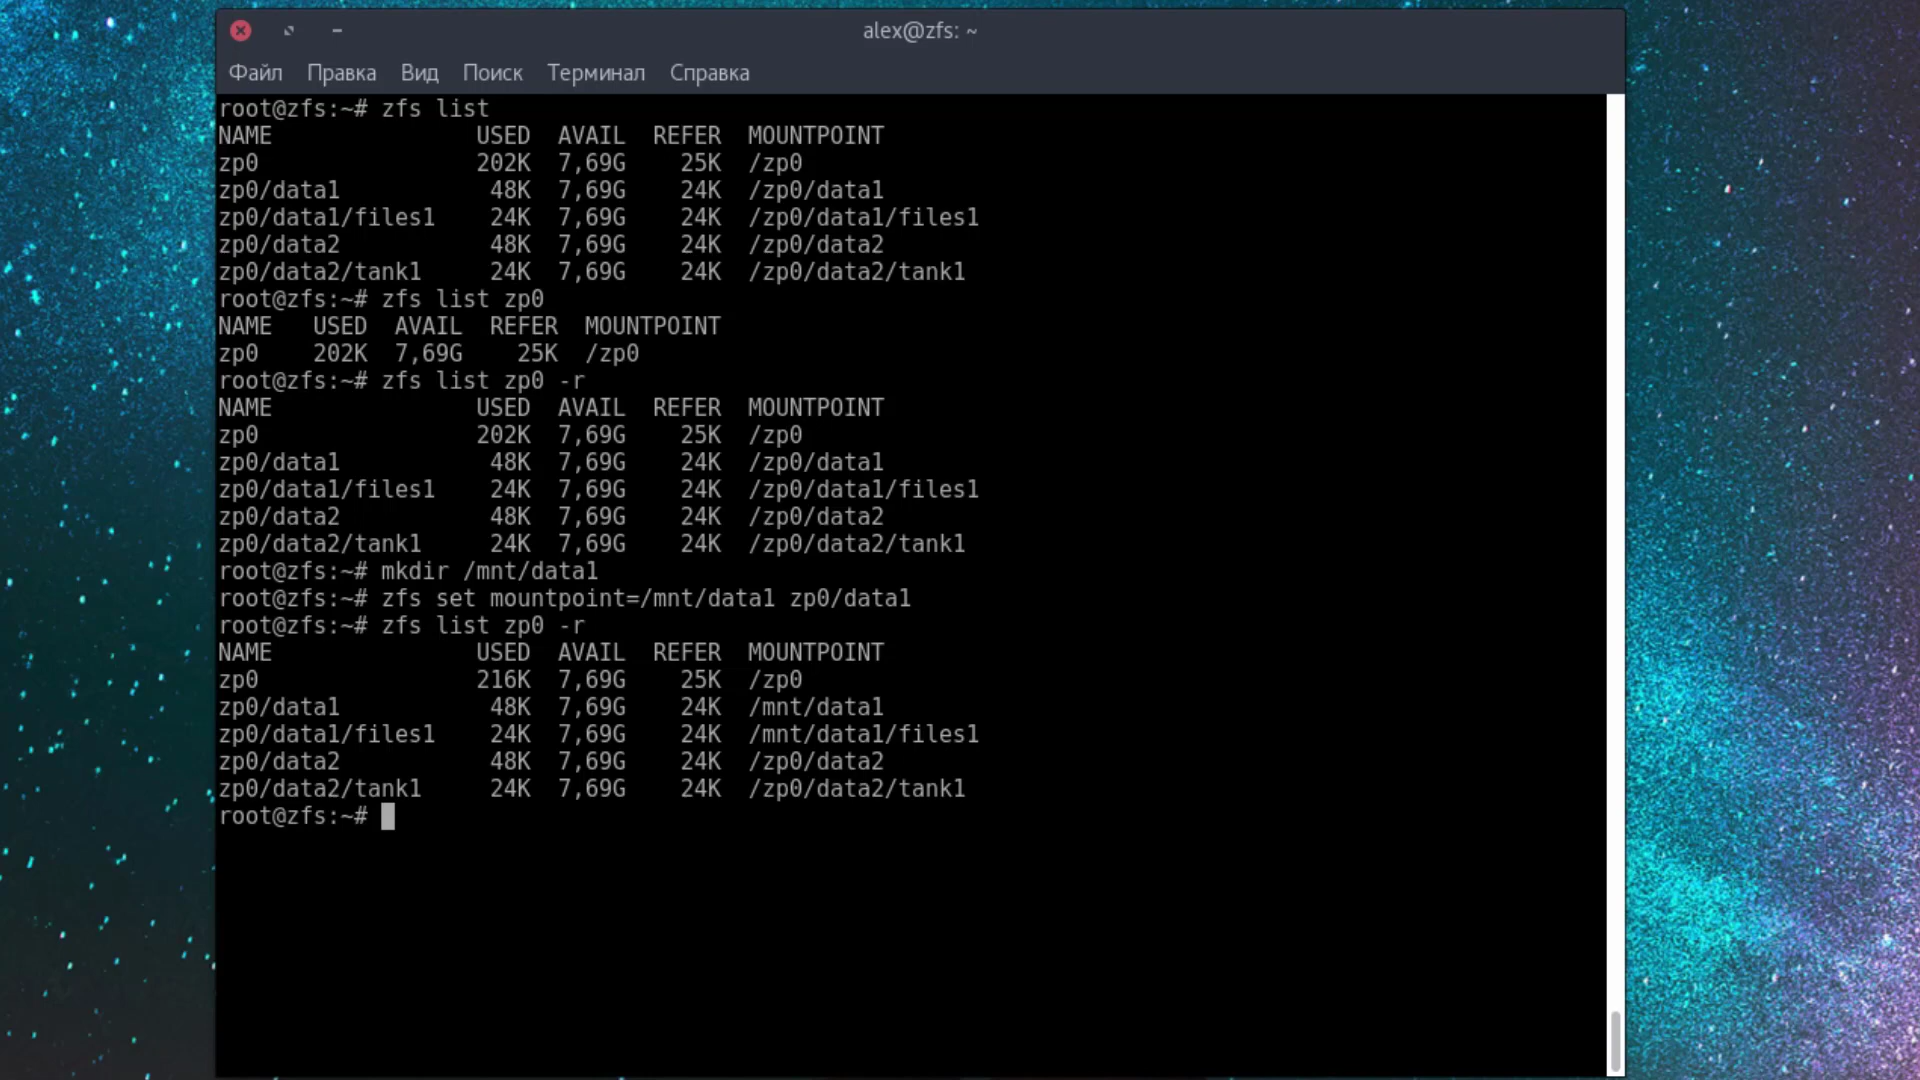 alex@zfs: ~
Файл Правка Вид Поиск Терминал Справка
root@zfs:~# zfs list
NAME USED AVAIL REFER MOUNTPOINT
zp0 202K 7,69G 25K /zp0
zp0/data1 48K 7,69G 24K /zp0/data1
zp0/data1/files1 24K 7,69G 24K /zp0/data1/files1
zp0/data2 48K 7,69G 24K /zp0/data2
zp0/data2/tank1 24K 7,69G 24K /zp0/data2/tank1
root@zfs:~# zfs list zp0
NAME USED AVAIL REFER MOUNTPOINT
zp0 202K 7,69G 25K /zp0
root@zfs:~# zfs list zp0 -r
NAME USED AVAIL REFER MOUNTPOINT
zp0 202K 7,69G 25K /zp0
zp0/data1 48K 7,69G 24K /zp0/data1
zp0/data1/files1 24K 7,69G 24K /zp0/data1/files1
zp0/data2 48K 7,69G 24K /zp0/data2
zp0/data2/tank1 24K 7,69G 24K /zp0/data2/tank1
root@zfs:~# mkdir /mnt/data1
root@zfs:~# zfs set mountpoint=/mnt/data1 zp0/data1
root@zfs:~# zfs list zp0 -r
NAME USED AVAIL REFER MOUNTPOINT
zp0 216K 7,69G 25K /zp0
zp0/data1 48K 7,69G 24K /mnt/data1
zp0/data1/files1 24K 7,69G 24K /mnt/data1/files1
zp0/data2 48K 7,69G 24K /zp0/data2
zp0/data2/tank1 24K 7,69G 24K /zp0/data2/tank1
root@zfs:~#